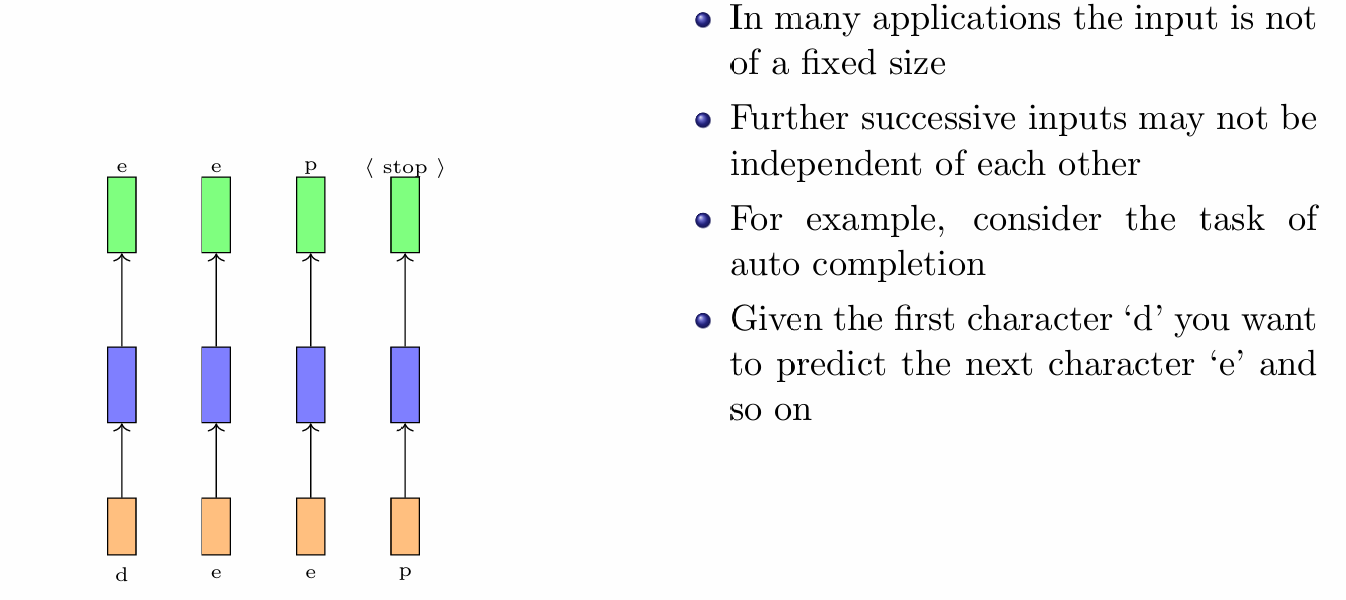 e e p ⟨ stop ⟩
d e e p
In many applications the input is not
of a fixed size
Further successive inputs may not be
independent of each other
For example, consider the task of
auto completion
Given the first character ‘d’ you want
to predict the next character ‘e’ and
so on